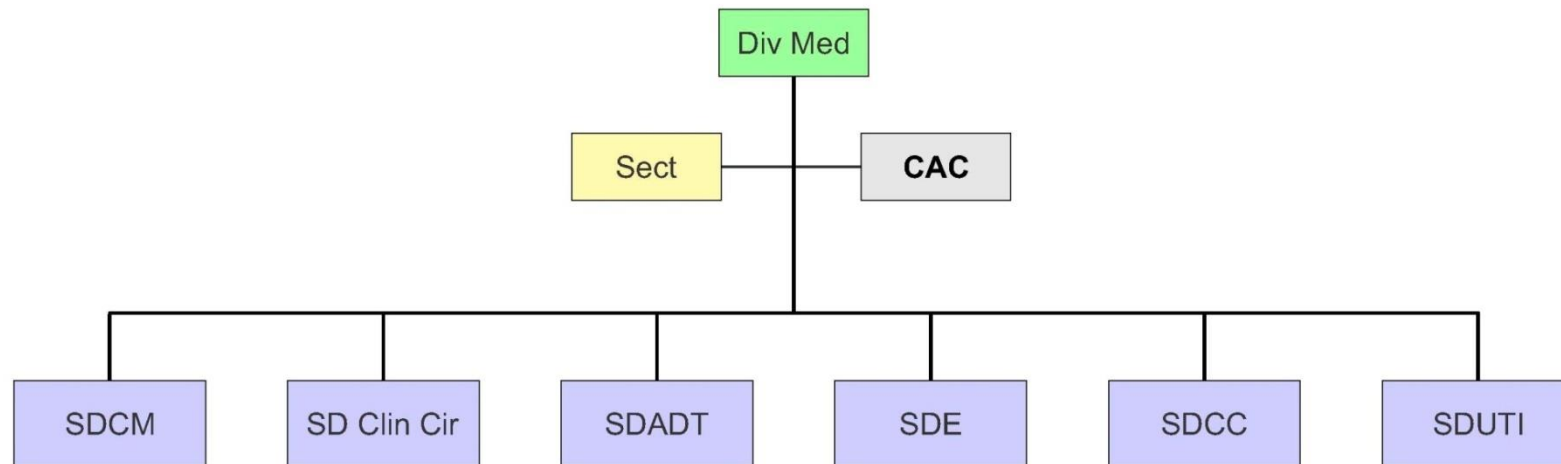 Div Med
Sect
CAC
SDCM
SD Clin Cir
SDADT
SDE
SDCC
SDUTI